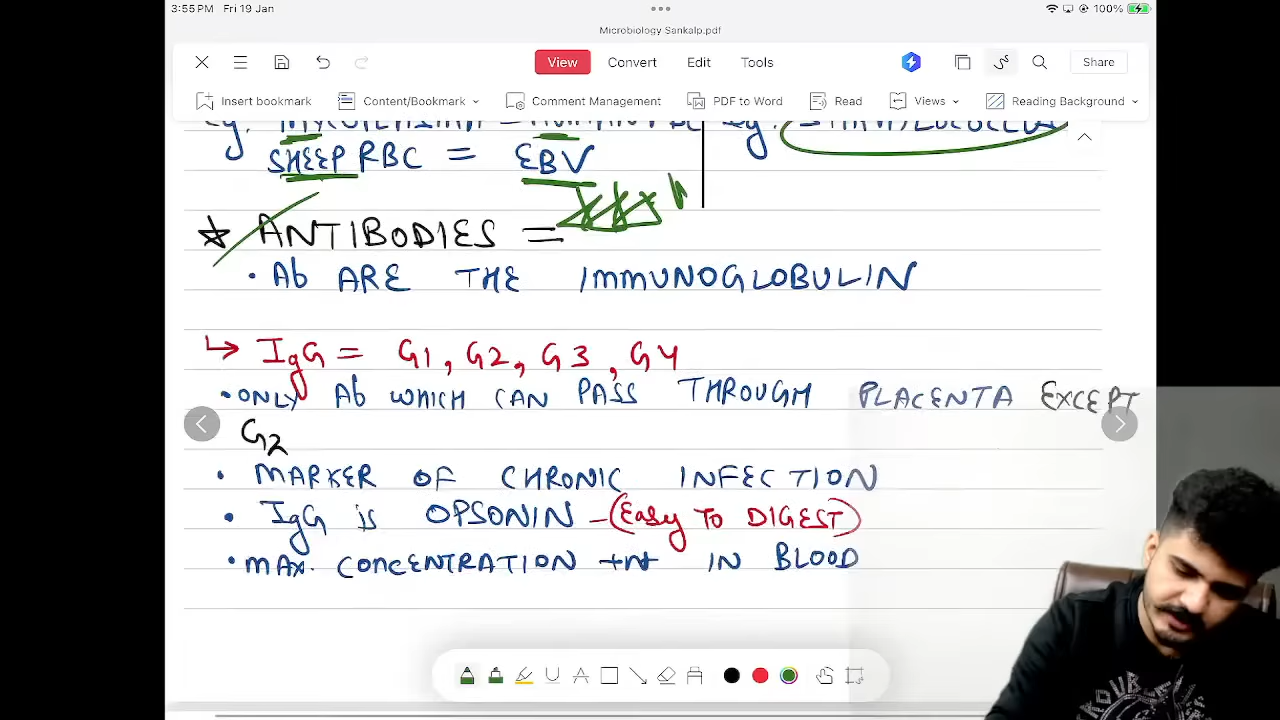 3:55 PM Fri 19 Jan
100%
Microbiology Sankalp.pdf
View Convert Edit Tools Share
Insert bookmark Content/Bookmark Comment Management PDF to Word Read Views Reading Background
SHEEP RBC = EBV
ANTIBODIES =
• Ab ARE THE IMMUNOGLOBULIN
↳ IgG = G1, G2, G3, G4
• ONLY Ab WHICH CAN PASS THROUGH PLACENTA EXCEPT
G2
• MARKER OF CHRONIC INFECTION
• IgG is OPSONIN - (Easy To DIGEST)
• MAX. CONCENTRATION +nt IN BLOOD